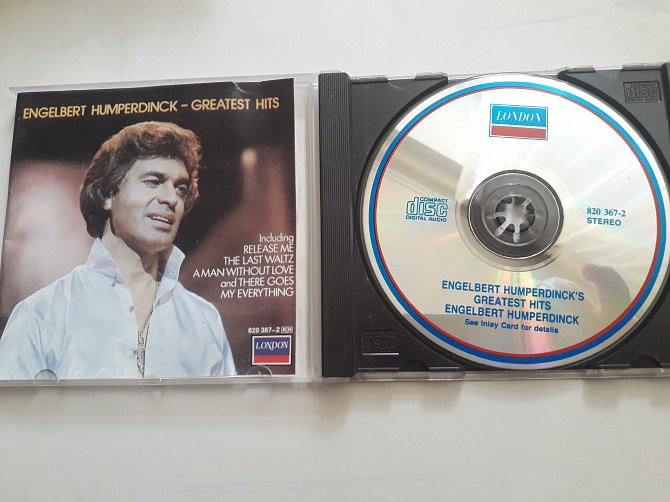 ENGELBERT HUMPERDINCK – GREATEST HITS
Including
RELEASE ME
THE LAST WALTZ
A MAN WITHOUT LOVE
and THERE GOES
MY EVERYTHING
820 367-2
LONDON
LONDON
COMPACT
disc
DIGITAL AUDIO
820 367-2
STEREO
ENGELBERT HUMPERDINCK'S
GREATEST HITS
ENGELBERT HUMPERDINCK
See Inlay Card for details
disc